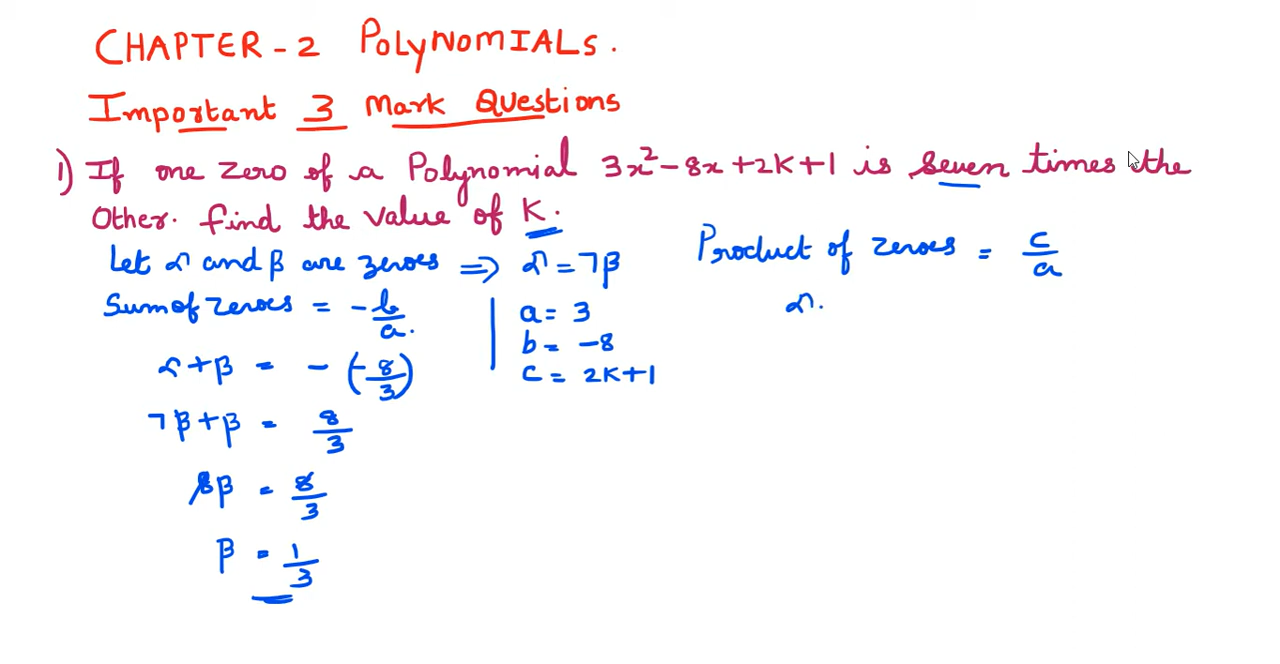 CHAPTER-2 POLYNOMIALS.
Important 3 Mark Questions
1) If one zero of a Polynomial 3x² - 8x + 2K + 1 is seven times the
Other. find the value of K.
Let α and β are zeroes ⇒ α = 7β
Sum of zeroes = -b/a.
α + β = -(-8/3)
7β + β = 8/3
8β = 8/3
β = 1/3
a = 3
b = -8
c = 2K+1
Product of zeroes = c/a
α.